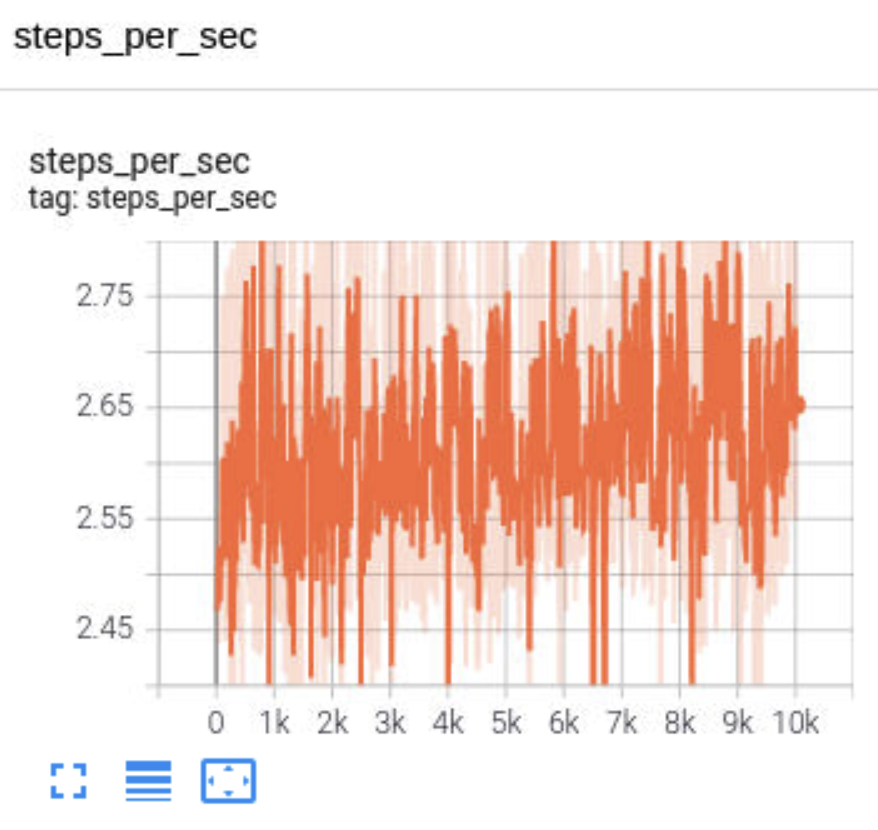 steps_per_sec
steps_per_sec
tag: steps_per_sec
2.75
2.65
2.55
2.45
0 1k 2k 3k 4k 5k 6k 7k 8k 9k 10k